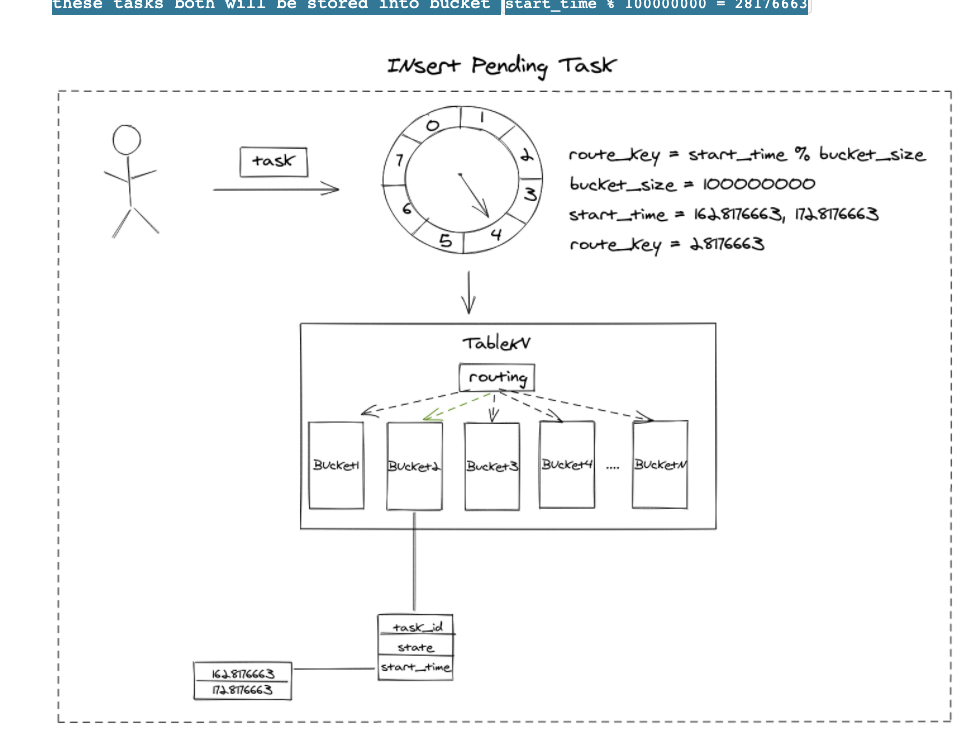 these tasks both will be stored into bucket start_time % 100000000 = 28176663
INsert Pending Task
task
0
1
2
3
4
5
6
7
route_key = start_time % bucket_size
bucket_size = 100000000
start_time = 1628176663, 1728176663
route_key = 28176663
TableKV
routing
Bucket1
Bucket2
Bucket3
Bucket4
....
BucketN
task_id
state
start_time
1628176663
1728176663